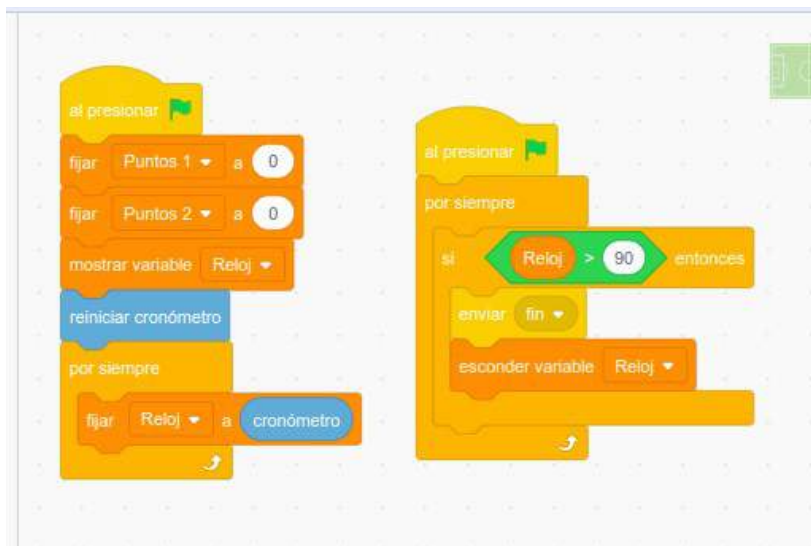 al presionar
fijar Puntos 1 a 0
fijar Puntos 2 a 0
mostrar variable Reloj
reiniciar cronómetro
por siempre
fijar Reloj a cronómetro
al presionar
por siempre
si Reloj > 90 entonces
enviar fin
esconder variable Reloj